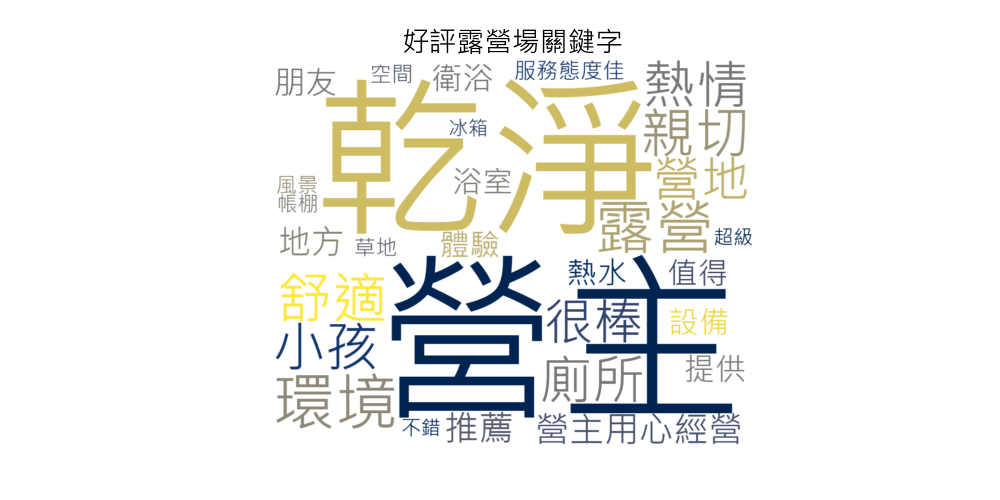 好評露營場關鍵字
朋友
空間
衛浴
服務態度佳
熱情
乾淨
冰箱
親切
浴室
營地
風景
帳棚
露營
地方
草地
體驗
超級
舒適
營主
熱水
值得
小孩
很棒
設備
環境
廁所
提供
不錯
推薦
營主用心經營